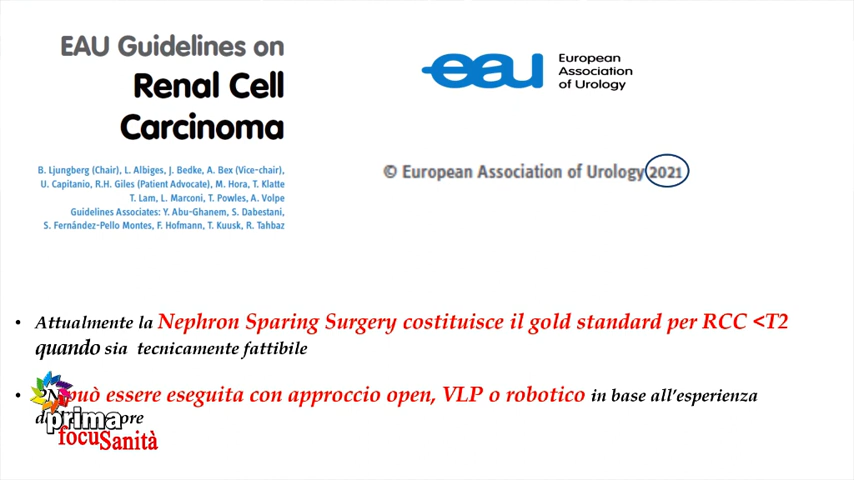 EAU Guidelines on
Renal Cell
Carcinoma
B. Ljungberg (Chair), L. Albiges, J. Bedke, A. Bex (Vice-chair),
U. Capitanio, R.H. Giles (Patient Advocate), M. Hora, T. Klatte
T. Lam, L. Marconi, T. Powles, A. Volpe
Guidelines Associates: Y. Abu-Ghanem, S. Dabestani,
S. Fernández-Pello Montes, F. Hofmann, T. Kuusk, R. Tahbaz
eau
European
Association
of Urology
© European Association of Urology 2021
• Attualmente la Nephron Sparing Surgery costituisce il gold standard per RCC <T2
quando sia tecnicamente fattibile
• può essere eseguita con approccio open, VLP o robotico in base all'esperienza
prima
focuSanità